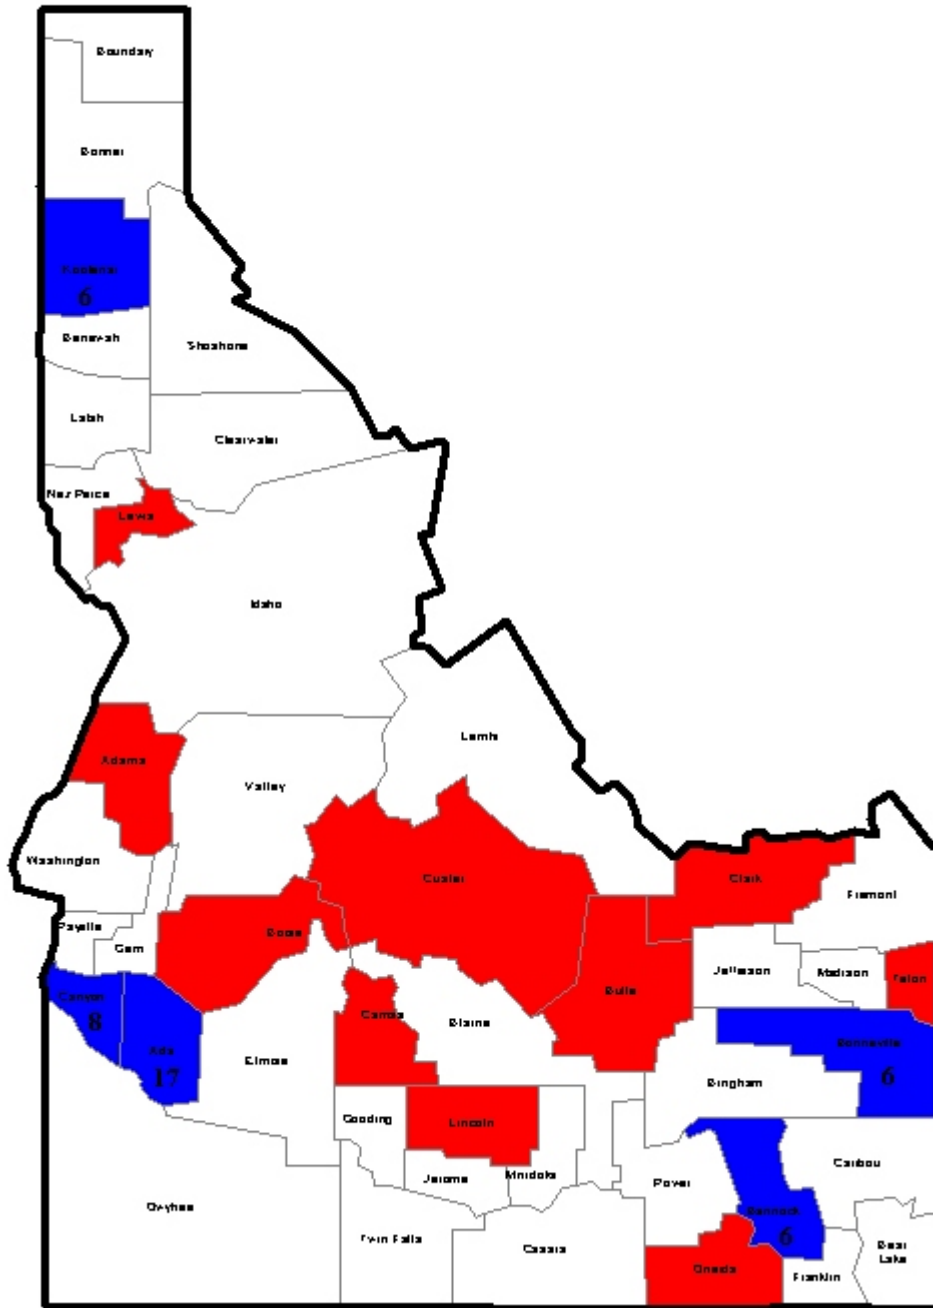 Boundary
Bonner
Kootenai
6
Benewah
Shoshone
Latah
Clearwater
Nez Perce
Lewis
Idaho
Lemhi
Adams
Valley
Washington
Custer
Clark
Fremont
Payette
Gem
Boise
Jefferson
Madison
Teton
Butte
Canyon
8
Ada
17
Camas
Blaine
Elmore
Bonneville
6
Bingham
Gooding
Lincoln
Jerome
Minidoka
Power
Caribou
Owyhee
Bannock
6
Twin Falls
Cassia
Oneida
Franklin
Bear
Lake